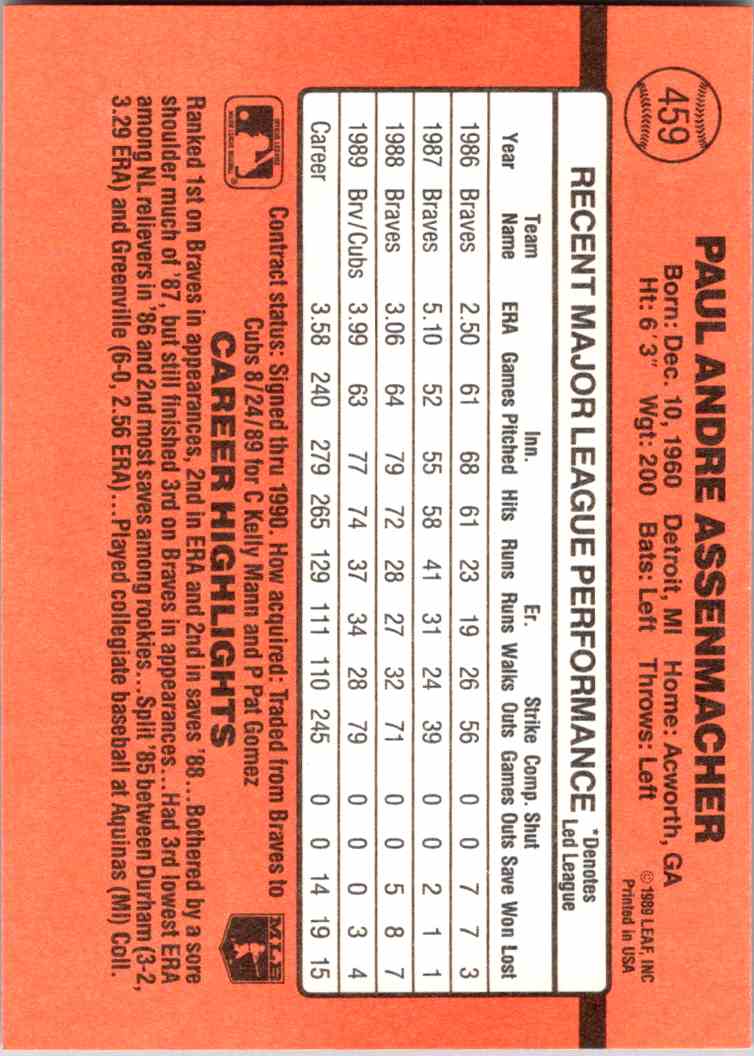 459
PAUL ANDRE ASSENMACHER
Born: Dec. 10, 1960 Detroit, MI Home: Acworth, GA
Ht: 6'3" Wgt: 200 Bats: Left Throws: Left
© 1989 LEAF, INC
Printed in USA
RECENT MAJOR LEAGUE PERFORMANCE *Denotes Led League
Year Team Name ERA Games Inn. Pitched Hits Runs Er. Runs Walks Strike Outs Comp. Games Shut Outs Save Won Lost
1986 Braves 2.50 61 68 61 23 19 26 56 0 0 7 7 3
1987 Braves 5.10 52 55 58 41 31 24 39 0 0 2 1 1
1988 Braves 3.06 64 79 72 28 27 32 71 0 0 5 8 7
1989 Brv/Cubs 3.99 63 77 74 37 34 28 79 0 0 0 3 4
Career 3.58 240 279 265 129 111 110 245 0 0 14 19 15
OFFICIAL LICENSEE
MAJOR LEAGUE BASEBALL
Contract status: Signed thru 1990. How acquired: Traded from Braves to
Cubs 8/24/89 for C Kelly Mann and P Pat Gomez
MLB
CAREER HIGHLIGHTS
Ranked 1st on Braves in appearances, 2nd in ERA and 2nd in saves '88...Bothered by a sore
shoulder much of '87, but still finished 3rd on Braves in appearances...Had 3rd lowest ERA
among NL relievers in '86 and 2nd most saves among rookies...Split '85 between Durham (3-2,
3.29 ERA) and Greenville (6-0, 2.56 ERA)...Played collegiate baseball at Aquinas (MI) Coll.